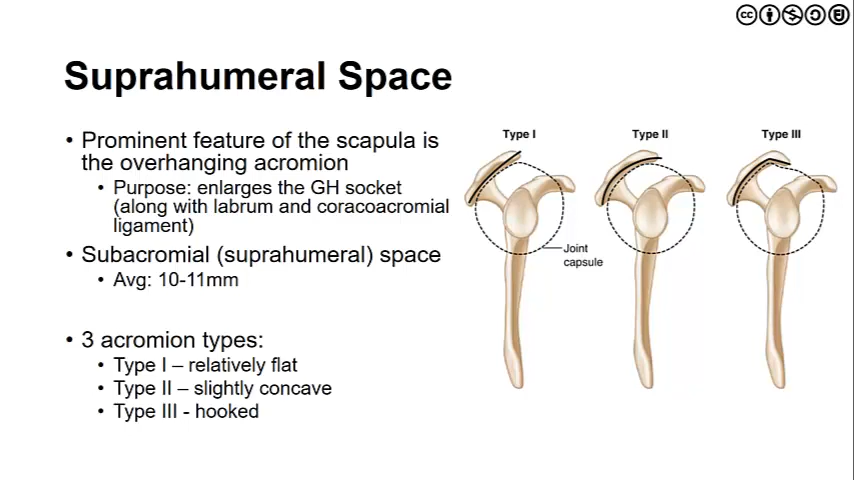 Suprahumeral Space
• Prominent feature of the scapula is
the overhanging acromion
• Purpose: enlarges the GH socket
(along with labrum and coracoacromial
ligament)
• Subacromial (suprahumeral) space
• Avg: 10-11mm
• 3 acromion types:
• Type I – relatively flat
• Type II – slightly concave
• Type III - hooked
Type I
Type II
Type III
Joint
capsule
cc